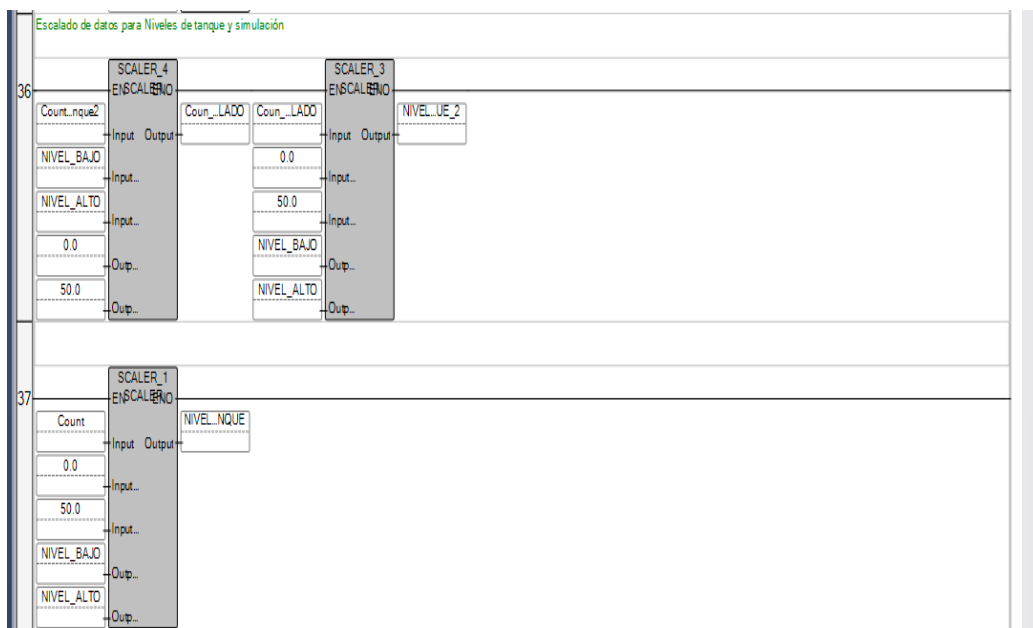 Escalado de datos para Niveles de tanque y simulación
36
SCALER_4
EN SCALER ENO
Count...nque2
Input Output
Coun_...LADO
NIVEL_BAJO
Input...
NIVEL_ALTO
Input...
0.0
Outp...
50.0
Outp...
SCALER_3
EN SCALER ENO
Coun_...LADO
Input Output
NIVEL...UE_2
0.0
Input...
50.0
Input...
NIVEL_BAJO
Outp...
NIVEL_ALTO
Outp...
37
SCALER_1
EN SCALER ENO
Count
Input Output
NIVEL...NQUE
0.0
Input...
50.0
Input...
NIVEL_BAJO
Outp...
NIVEL_ALTO
Outp...